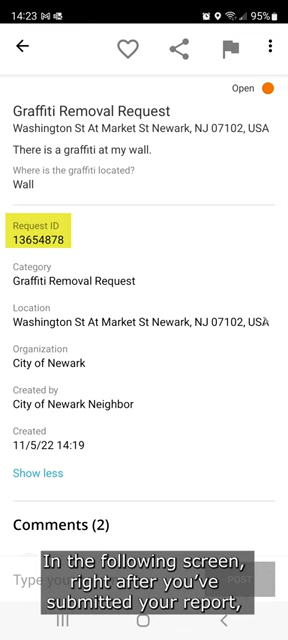 14:23 95%
Open
Graffiti Removal Request
Washington St At Market St Newark, NJ 07102, USA
There is a graffiti at my wall.
Where is the graffiti located?
Wall
Request ID
13654878
Category
Graffiti Removal Request
Location
Washington St At Market St Newark, NJ 07102, USA
Organization
City of Newark
Created by
City of Newark Neighbor
Created
11/5/22 14:19
Show less
Comments (2)
In the following screen,
Type right after you've POST
submitted your report,